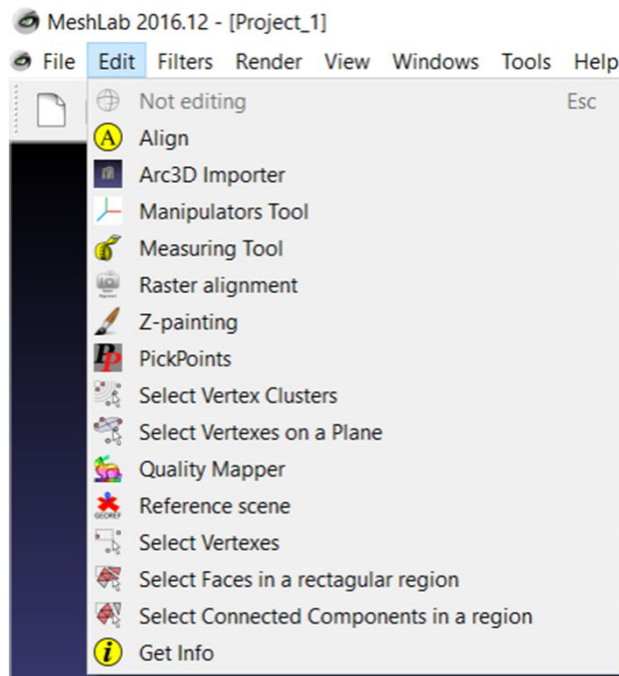 MeshLab 2016.12 - [Project_1]
File Edit Filters Render View Windows Tools Help
Not editing Esc
A Align
Arc3D Importer
Manipulators Tool
Measuring Tool
Raster alignment
Z-painting
Pp PickPoints
Select Vertex Clusters
Select Vertexes on a Plane
Quality Mapper
GEOREF Reference scene
Select Vertexes
Select Faces in a rectagular region
Select Connected Components in a region
i Get Info